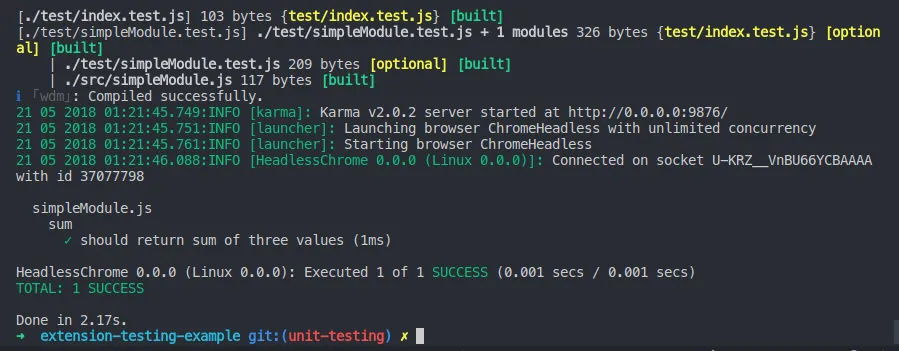 [./test/index.test.js] 103 bytes {test/index.test.js} [built]
[./test/simpleModule.test.js] ./test/simpleModule.test.js + 1 modules 326 bytes {test/index.test.js} [option
al] [built]
    | ./test/simpleModule.test.js 209 bytes [optional] [built]
    | ./src/simpleModule.js 117 bytes [built]
ℹ 「wdm」: Compiled successfully.
21 05 2018 01:21:45.749:INFO [karma]: Karma v2.0.2 server started at http://0.0.0.0:9876/
21 05 2018 01:21:45.751:INFO [launcher]: Launching browser ChromeHeadless with unlimited concurrency
21 05 2018 01:21:45.761:INFO [launcher]: Starting browser ChromeHeadless
21 05 2018 01:21:46.088:INFO [HeadlessChrome 0.0.0 (Linux 0.0.0)]: Connected on socket U-KRZ__VnBU66YCBAAAA
with id 37077798
  simpleModule.js
    sum
      ✓ should return sum of three values (1ms)
HeadlessChrome 0.0.0 (Linux 0.0.0): Executed 1 of 1 SUCCESS (0.001 secs / 0.001 secs)
TOTAL: 1 SUCCESS
Done in 2.17s.
➜  extension-testing-example git:(unit-testing) ✗